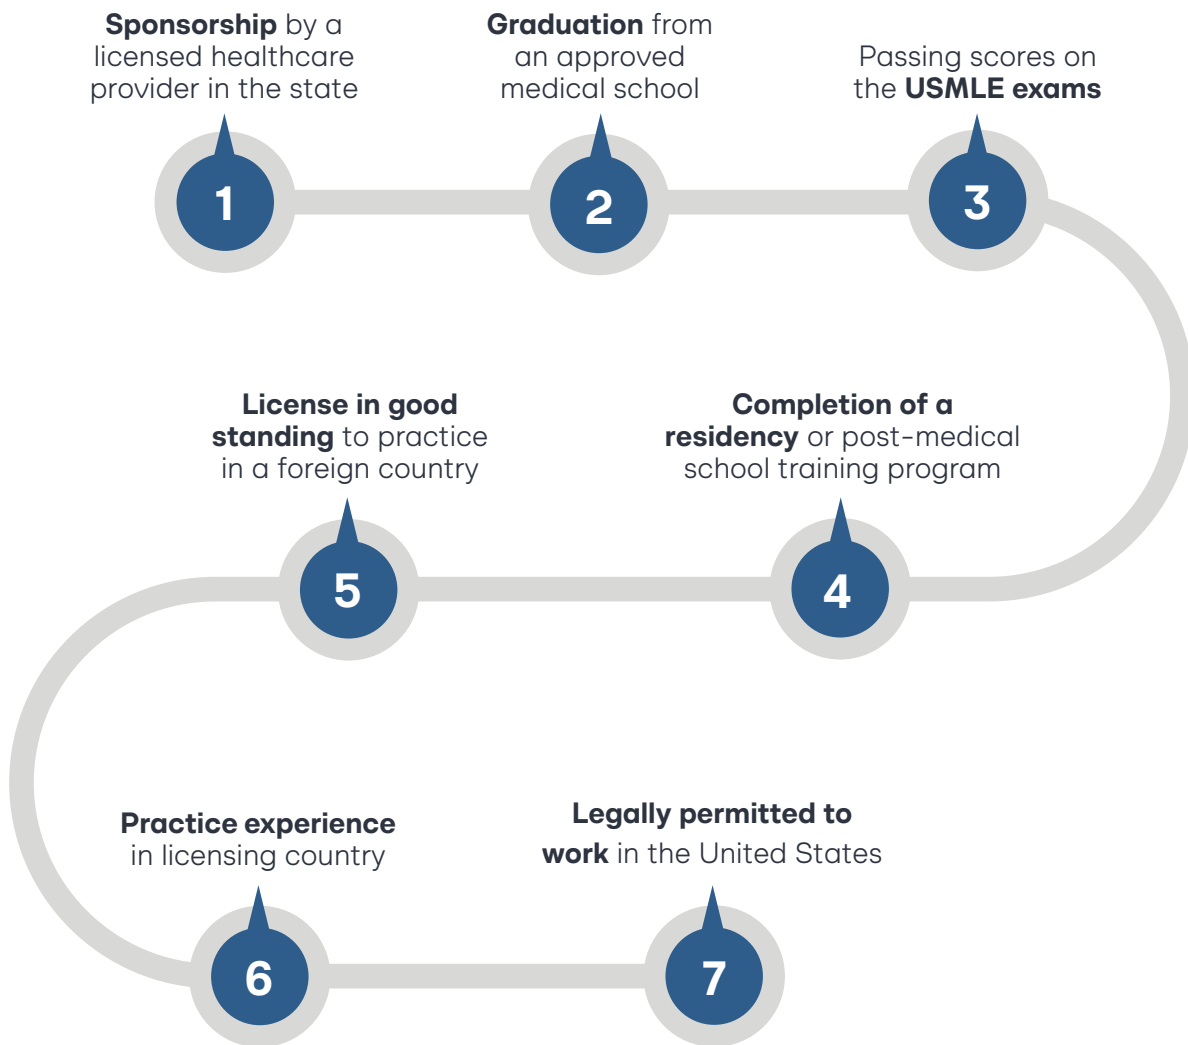 Sponsorship by a
licensed healthcare
provider in the state
Graduation from
an approved
medical school
Passing scores on
the USMLE exams
1
2
3
Completion of a
residency or post-medical
school training program
4
License in good
standing to practice
in a foreign country
5
Practice experience
in licensing country
6
Legally permitted to
work in the United States
7